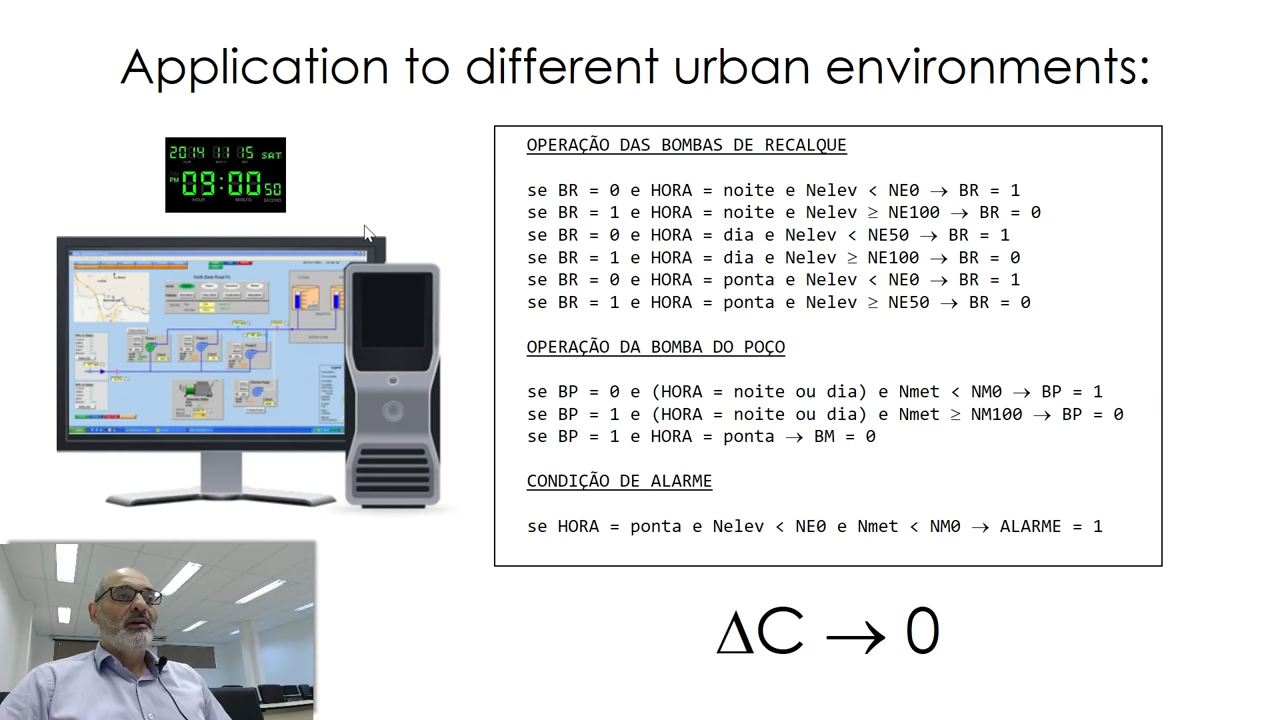 Application to different urban environments:
2014 11 15 SAT
PM 09:00 50
HOUR MINUTE SECOND
OPERAÇÃO DAS BOMBAS DE RECALQUE
se BR = 0 e HORA = noite e Nelev < NE0 → BR = 1
se BR = 1 e HORA = noite e Nelev ≥ NE100 → BR = 0
se BR = 0 e HORA = dia e Nelev < NE50 → BR = 1
se BR = 1 e HORA = dia e Nelev ≥ NE100 → BR = 0
se BR = 0 e HORA = ponta e Nelev < NE0 → BR = 1
se BR = 1 e HORA = ponta e Nelev ≥ NE50 → BR = 0
OPERAÇÃO DA BOMBA DO POÇO
se BP = 0 e (HORA = noite ou dia) e Nmet < NM0 → BP = 1
se BP = 1 e (HORA = noite ou dia) e Nmet ≥ NM100 → BP = 0
se BP = 1 e HORA = ponta → BM = 0
CONDIÇÃO DE ALARME
se HORA = ponta e Nelev < NE0 e Nmet < NM0 → ALARME = 1
ΔC → 0